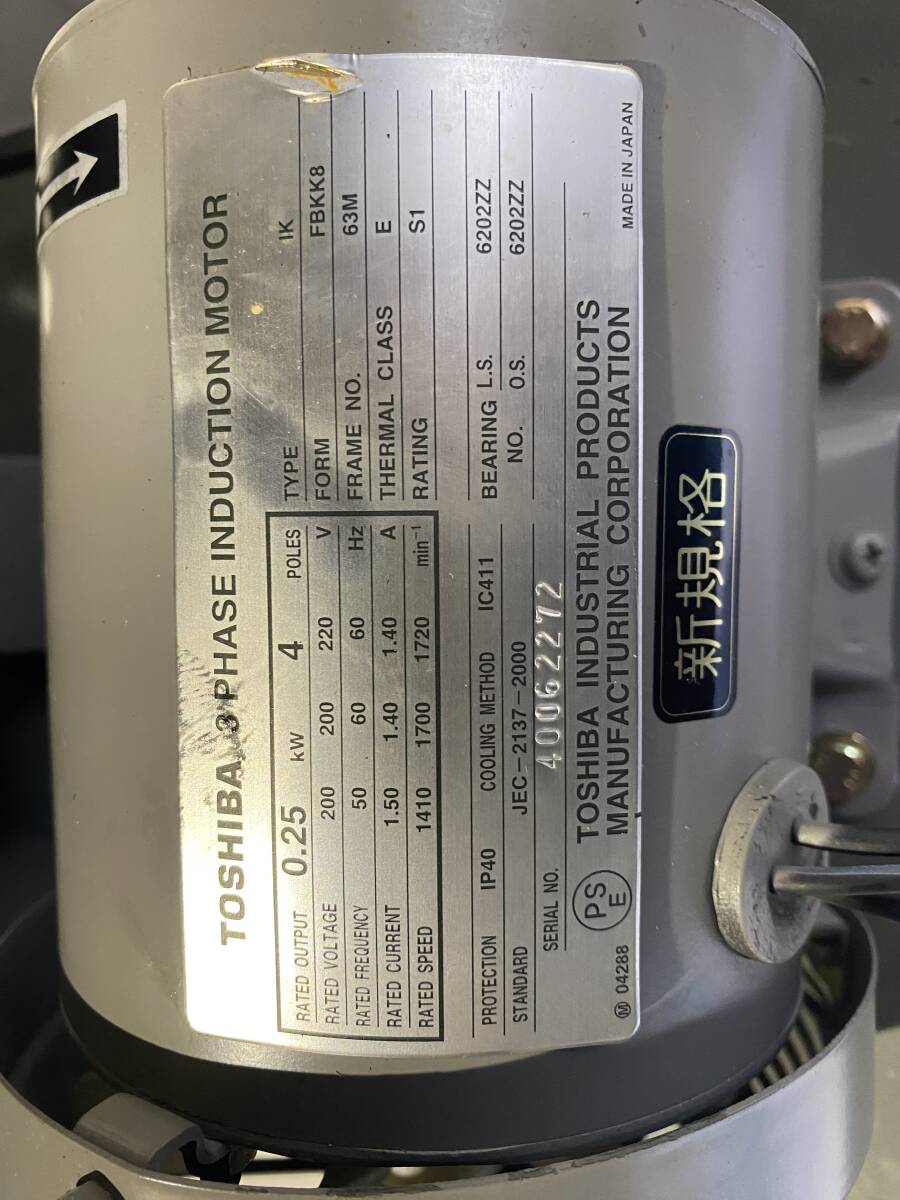 TOSHIBA 3 PHASE INDUCTION MOTOR
RATED OUTPUT 0.25 kW 4 POLES
RATED VOLTAGE 200 200 220 V
RATED FREQUENCY 50 60 60 Hz
RATED CURRENT 1.50 1.40 1.40 A
RATED SPEED 1410 1700 1720 min⁻¹
TYPE IK
FORM FBKK8
FRAME NO. 63M
THERMAL CLASS E
RATING S1
PROTECTION IP40 COOLING METHOD IC411
STANDARD JEC-2137-2000
BEARING L.S. 6202ZZ
NO. O.S. 6202ZZ
SERIAL NO. 40062272
PS E
TOSHIBA INDUSTRIAL PRODUCTS
MANUFACTURING CORPORATION
Ⓜ 04288
MADE IN JAPAN
新規格